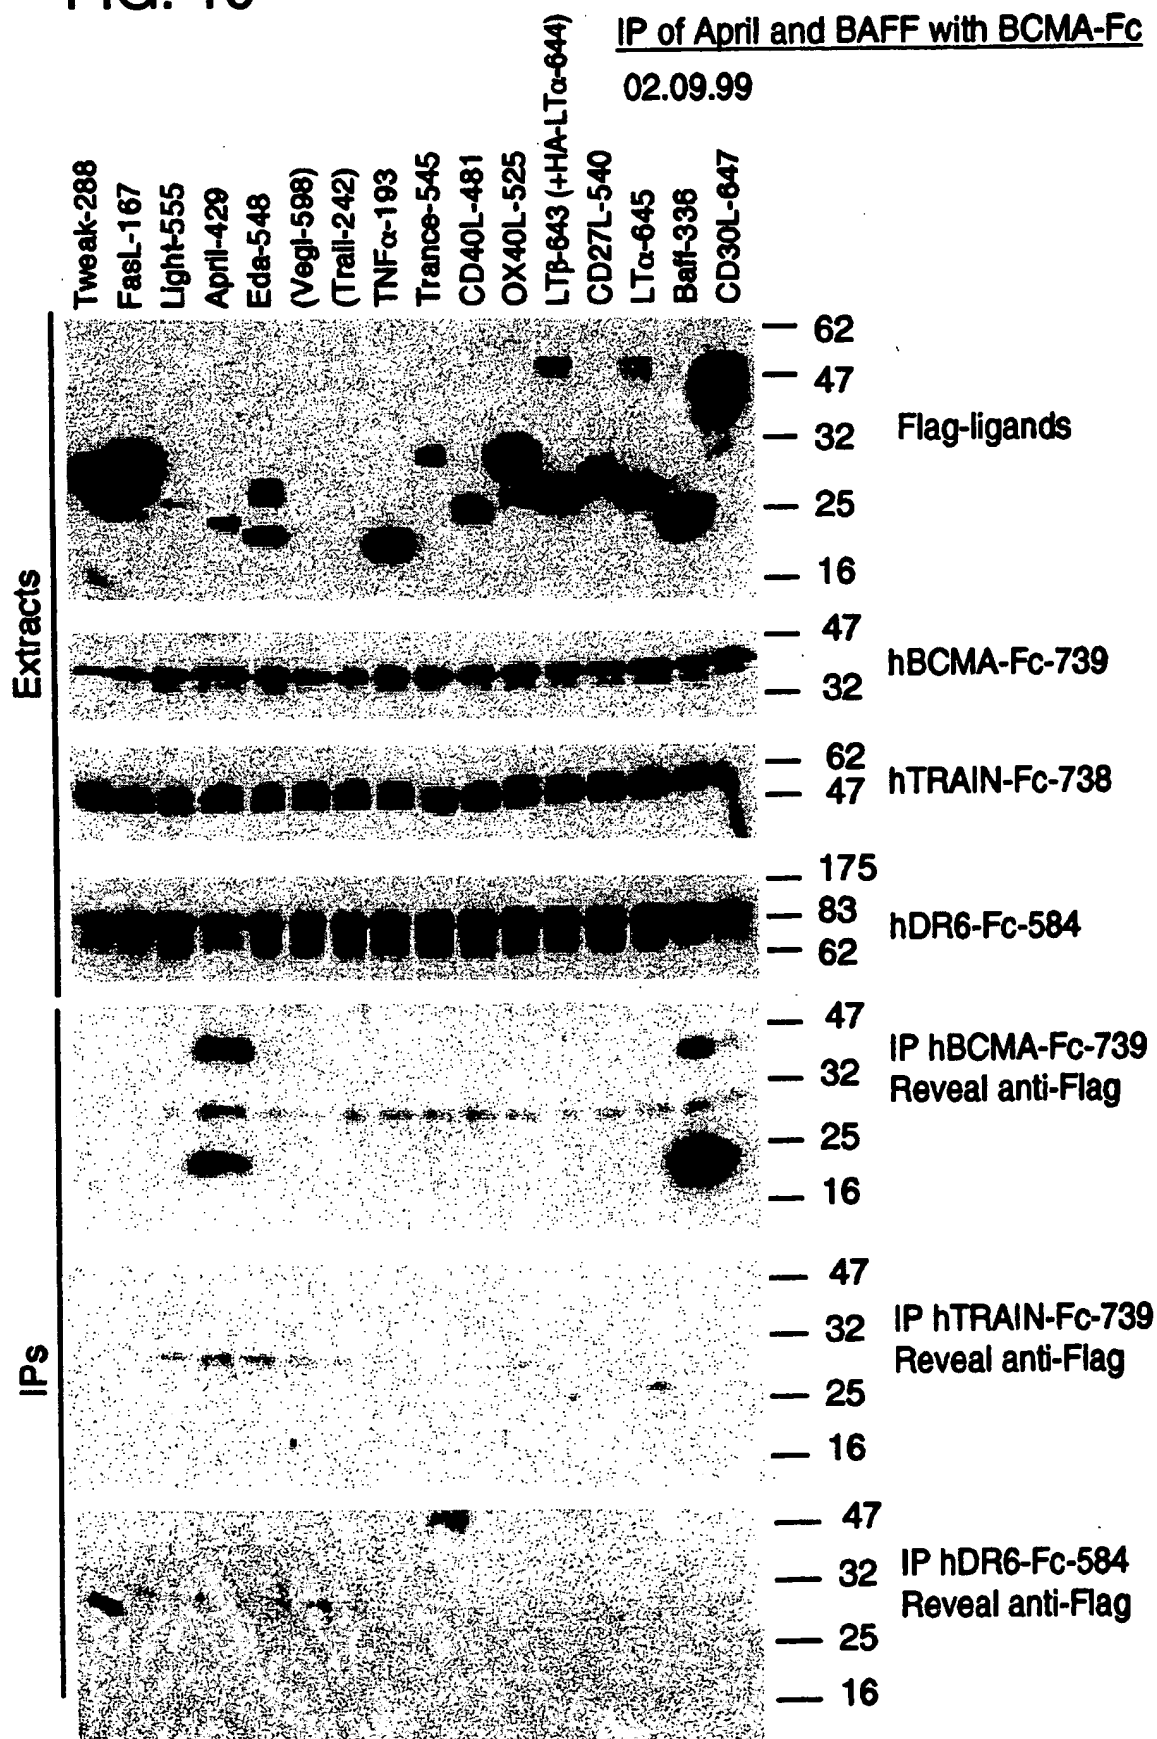 IP of April and BAFF with BCMA-Fc
02.09.99
Tweak-288
FasL-167
Light-555
April-429
Eda-548
(Vegi-598)
(Trail-242)
TNFα-193
Trance-545
CD40L-481
OX40L-525
LTβ-643 (+HA-LTα-644)
CD27L-540
LTα-645
Baff-336
CD30L-647
Extracts
62
47
32
25
16
Flag-ligands
47
32
hBCMA-Fc-739
62
47
hTRAIN-Fc-738
175
83
62
hDR6-Fc-584
IPs
47
32
25
16
IP hBCMA-Fc-739
Reveal anti-Flag
47
32
25
16
IP hTRAIN-Fc-739
Reveal anti-Flag
47
32
25
16
IP hDR6-Fc-584
Reveal anti-Flag